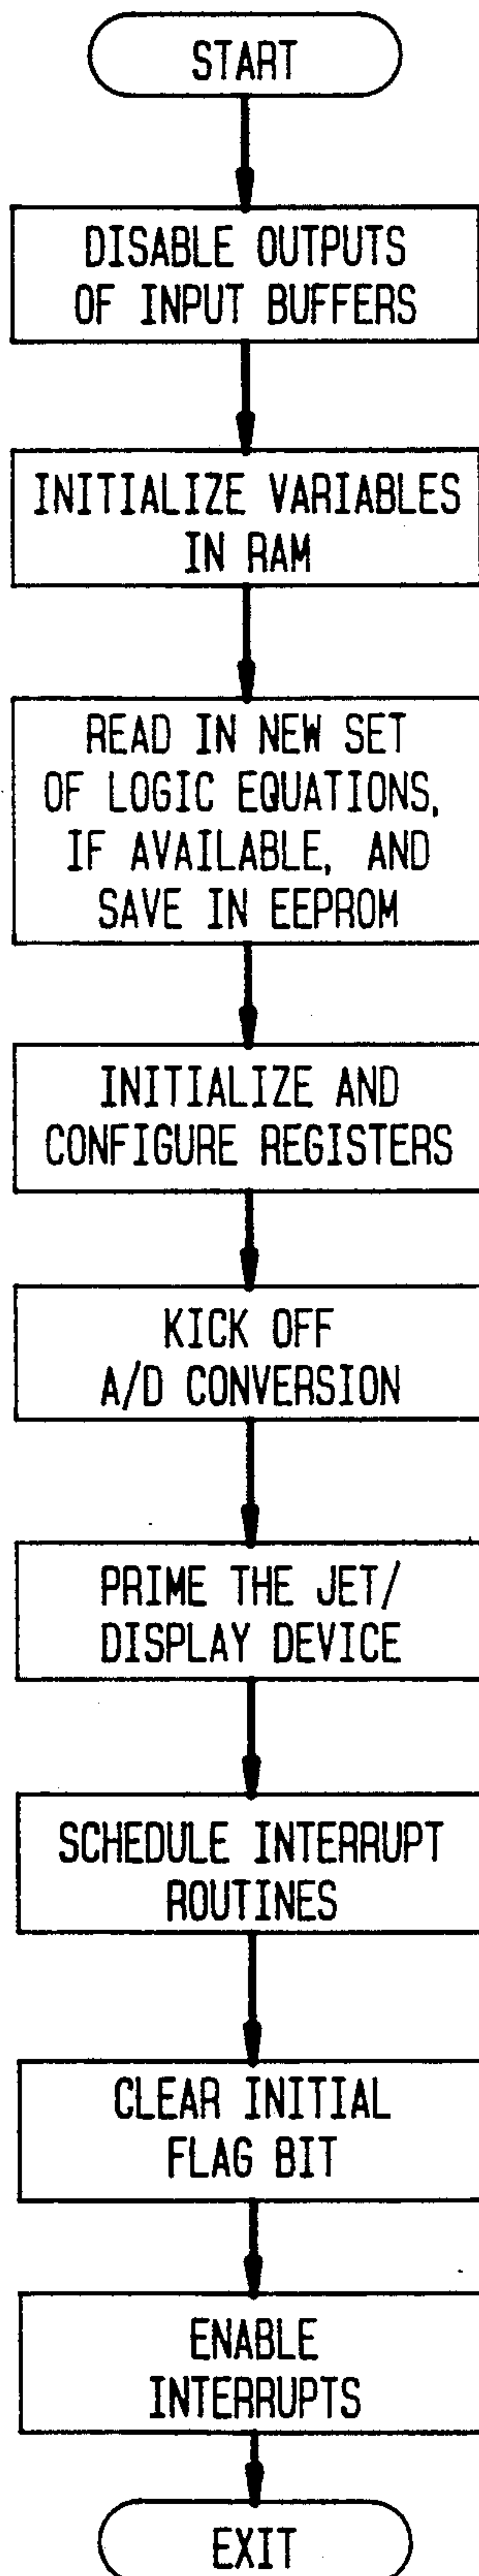 START
DISABLE OUTPUTS
OF INPUT BUFFERS
INITIALIZE VARIABLES
IN RAM
READ IN NEW SET
OF LOGIC EQUATIONS,
IF AVAILABLE, AND
SAVE IN EEPROM
INITIALIZE AND
CONFIGURE REGISTERS
KICK OFF
A/D CONVERSION
PRIME THE JET/
DISPLAY DEVICE
SCHEDULE INTERRUPT
ROUTINES
CLEAR INITIAL
FLAG BIT
ENABLE
INTERRUPTS
EXIT